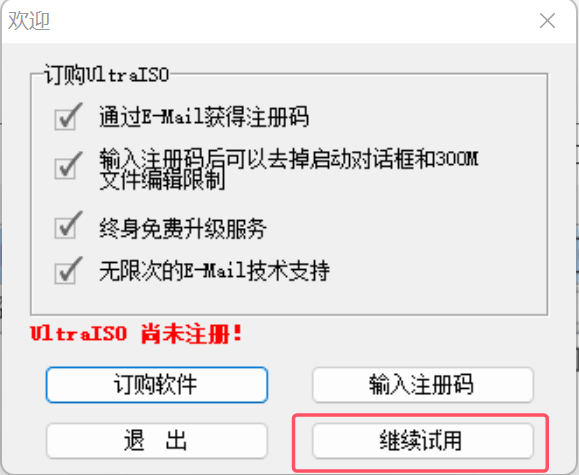 欢迎
订购UltraISO
通过E-Mail获得注册码
输入注册码后可以去掉启动对话框和300M
文件编辑限制
终身免费升级服务
无限次的E-Mail技术支持
UltraISO 尚未注册!
订购软件
输入注册码
退 出
继续试用